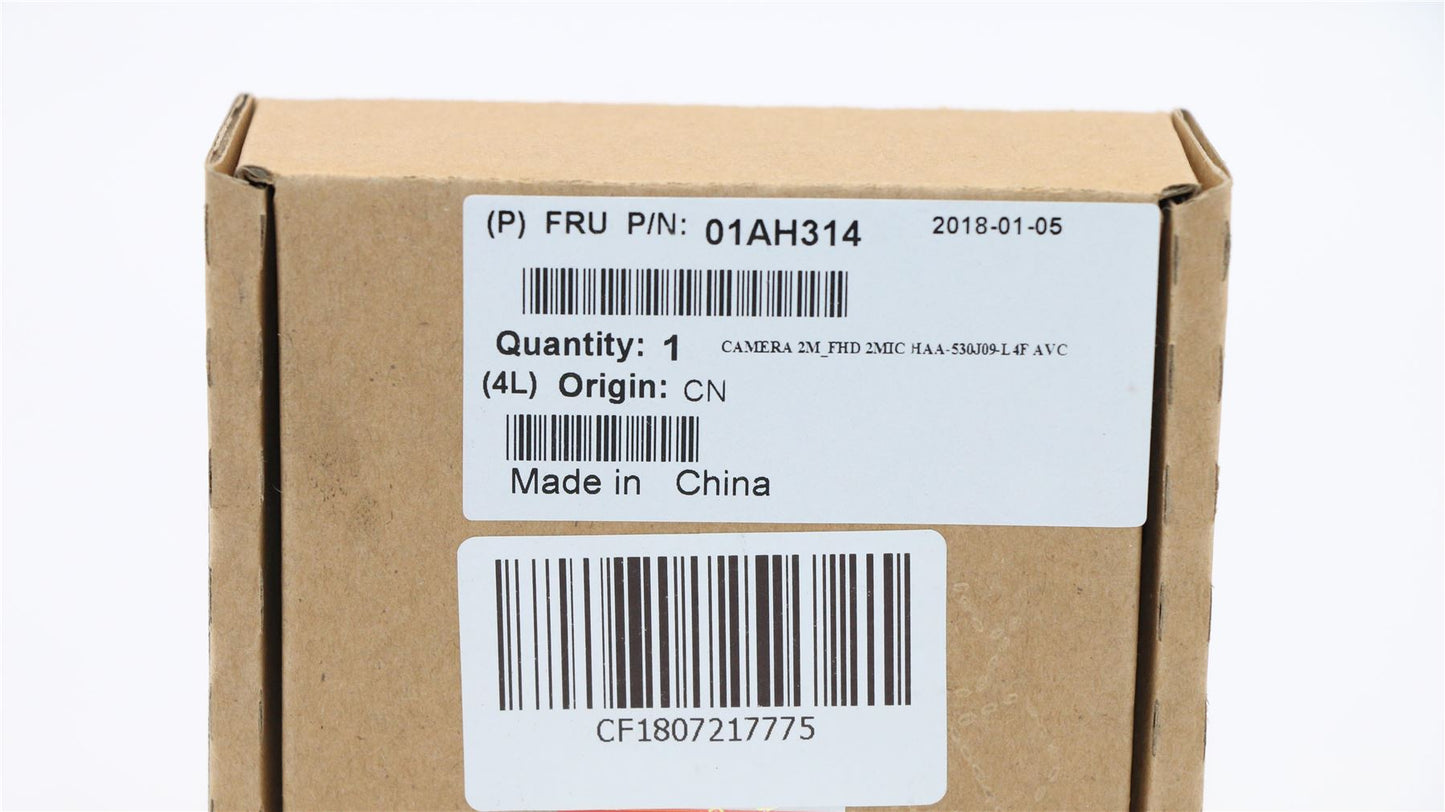 (P) FRU P/N: 01AH314 2018-01-05
Quantity: 1 CAMERA 2M_FHD 2MIC HAA-530J09-L4F AVC
(4L) Origin: CN
Made in China
CF1807217775